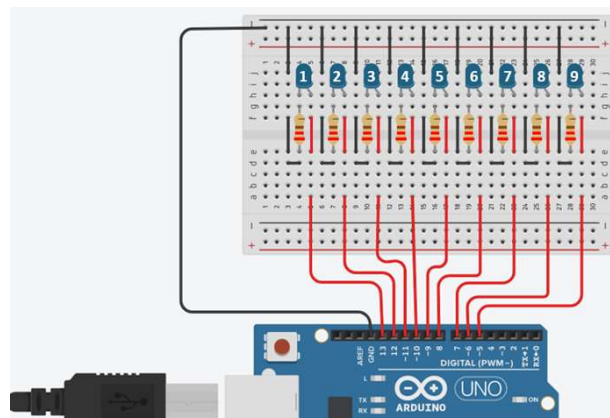 1 2 3 4 5 6 7 8 9
j
i
h
g
f
e
d
c
b
a
AREF
GND
13
12
~11
~10
~9
8
7
~6
~5
4
~3
2
TX→1
RX←0
DIGITAL (PWM~)
L
TX
RX
UNO
ON
ARDUINO